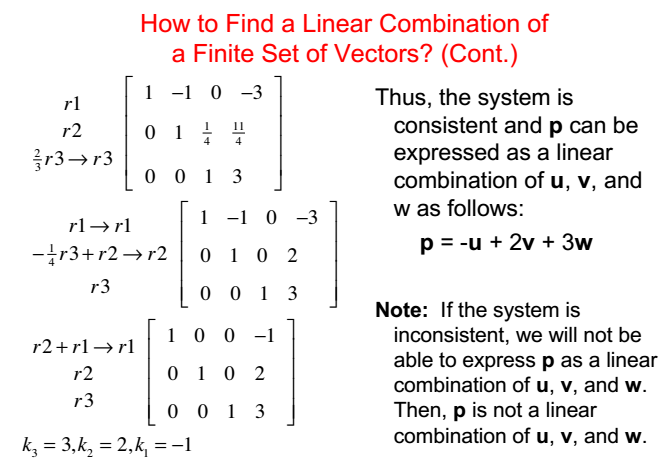 How to Find a Linear Combination of
a Finite Set of Vectors? (Cont.)
r1 [ 1 −1 0 −3 ]
r2 [ 0 1 1/4 11/4 ]
2/3 r3 → r3 [ 0 0 1 3 ]
r1 → r1 [ 1 −1 0 −3 ]
−1/4 r3 + r2 → r2 [ 0 1 0 2 ]
r3 [ 0 0 1 3 ]
r2 + r1 → r1 [ 1 0 0 −1 ]
r2 [ 0 1 0 2 ]
r3 [ 0 0 1 3 ]
k₃ = 3, k₂ = 2, k₁ = −1
Thus, the system is
consistent and p can be
expressed as a linear
combination of u, v, and
w as follows:
p = -u + 2v + 3w
Note: If the system is
inconsistent, we will not be
able to express p as a linear
combination of u, v, and w.
Then, p is not a linear
combination of u, v, and w.